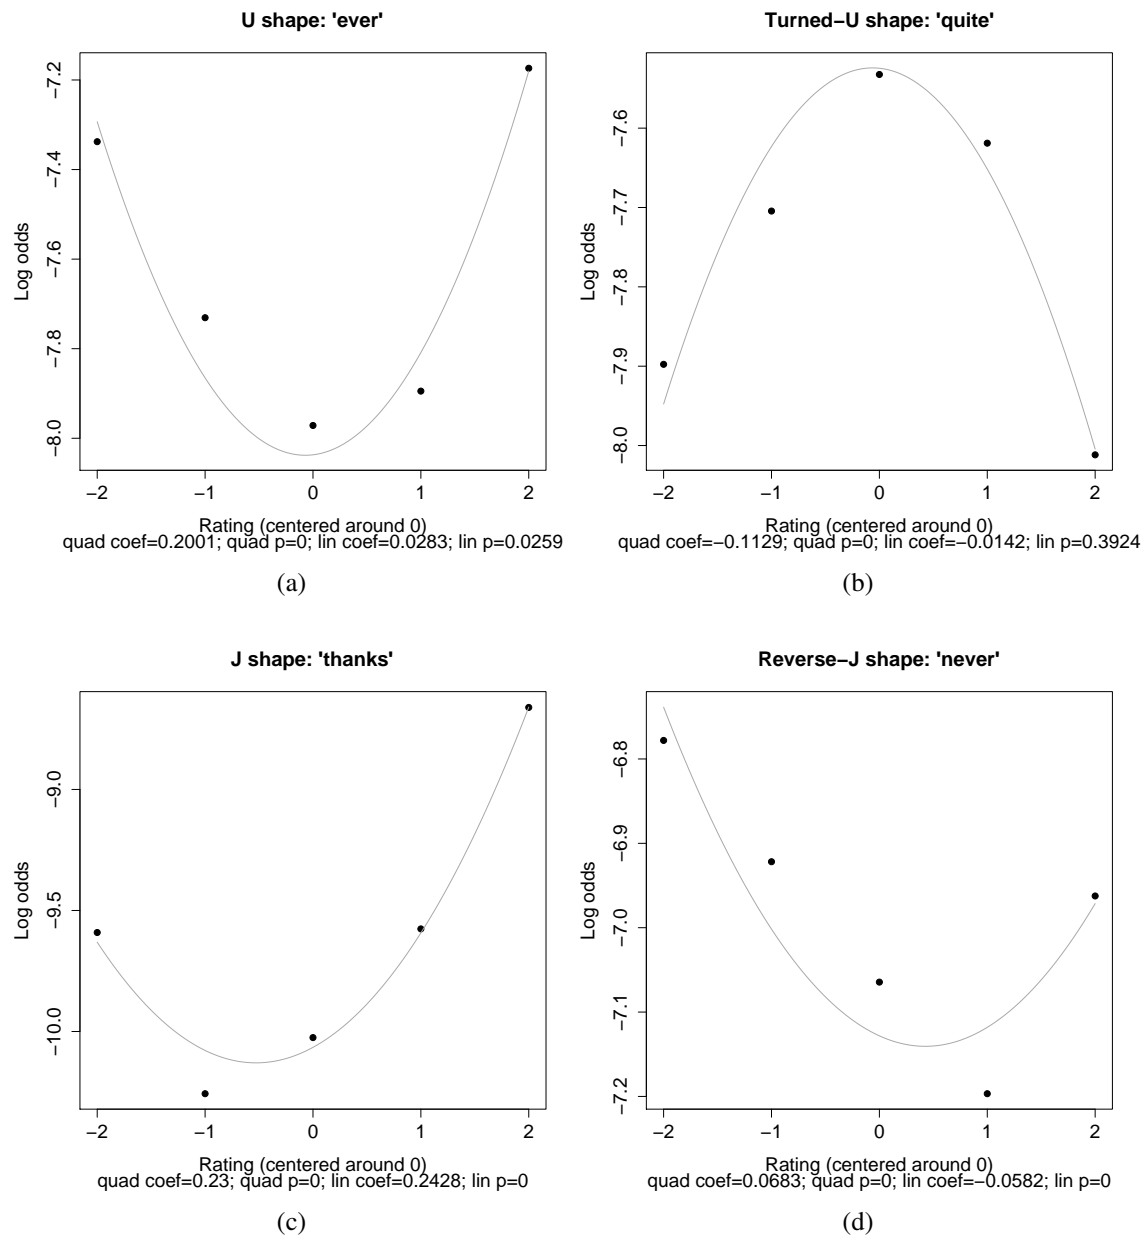 U shape: 'ever'
−7.2
−7.4
−7.6
−7.8
−8.0
Log odds
−2 −1 0 1 2
Rating (centered around 0)
quad coef=0.2001; quad p=0; lin coef=0.0283; lin p=0.0259
(a)
Turned−U shape: 'quite'
−7.6
−7.7
−7.8
−7.9
−8.0
Log odds
−2 −1 0 1 2
Rating (centered around 0)
quad coef=−0.1129; quad p=0; lin coef=−0.0142; lin p=0.3924
(b)
J shape: 'thanks'
−9.0
−9.5
−10.0
Log odds
−2 −1 0 1 2
Rating (centered around 0)
quad coef=0.23; quad p=0; lin coef=0.2428; lin p=0
(c)
Reverse−J shape: 'never'
−6.8
−6.9
−7.0
−7.1
−7.2
Log odds
−2 −1 0 1 2
Rating (centered around 0)
quad coef=0.0683; quad p=0; lin coef=−0.0582; lin p=0
(d)